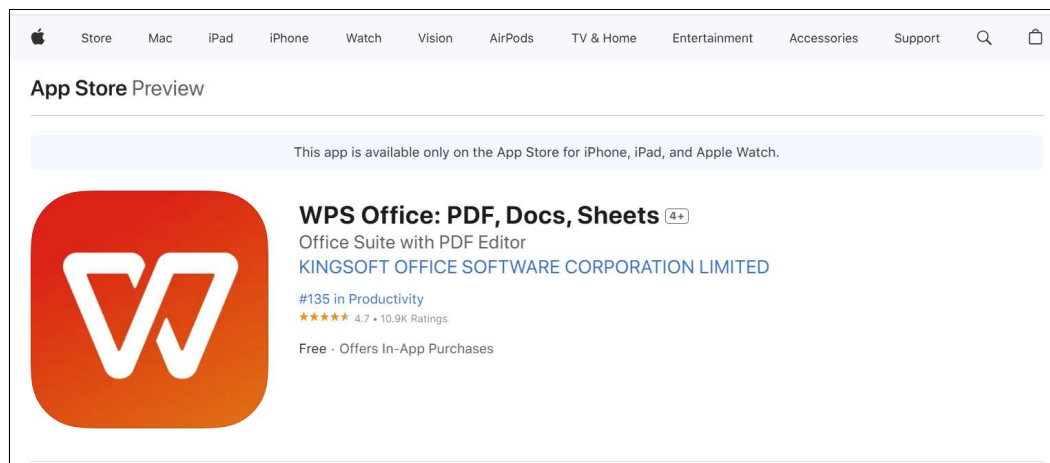 Store Mac iPad iPhone Watch Vision AirPods TV & Home Entertainment Accessories Support
App Store Preview
This app is available only on the App Store for iPhone, iPad, and Apple Watch.
WPS Office: PDF, Docs, Sheets 4+
Office Suite with PDF Editor
KINGSOFT OFFICE SOFTWARE CORPORATION LIMITED
#135 in Productivity
★★★★★ 4.7 • 10.9K Ratings
Free · Offers In-App Purchases